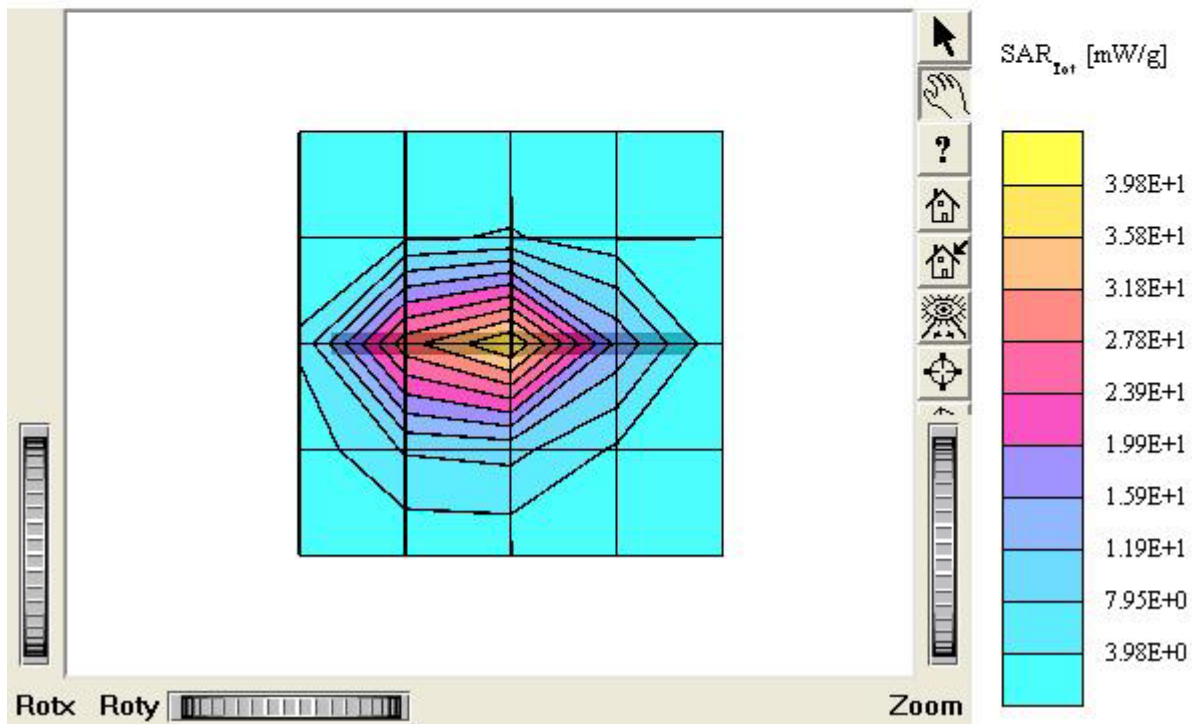 SAR_Tot [mW/g]
?
3.98E+1
3.58E+1
3.18E+1
2.78E+1
2.39E+1
1.99E+1
1.59E+1
1.19E+1
7.95E+0
3.98E+0
Rotx Roty Zoom